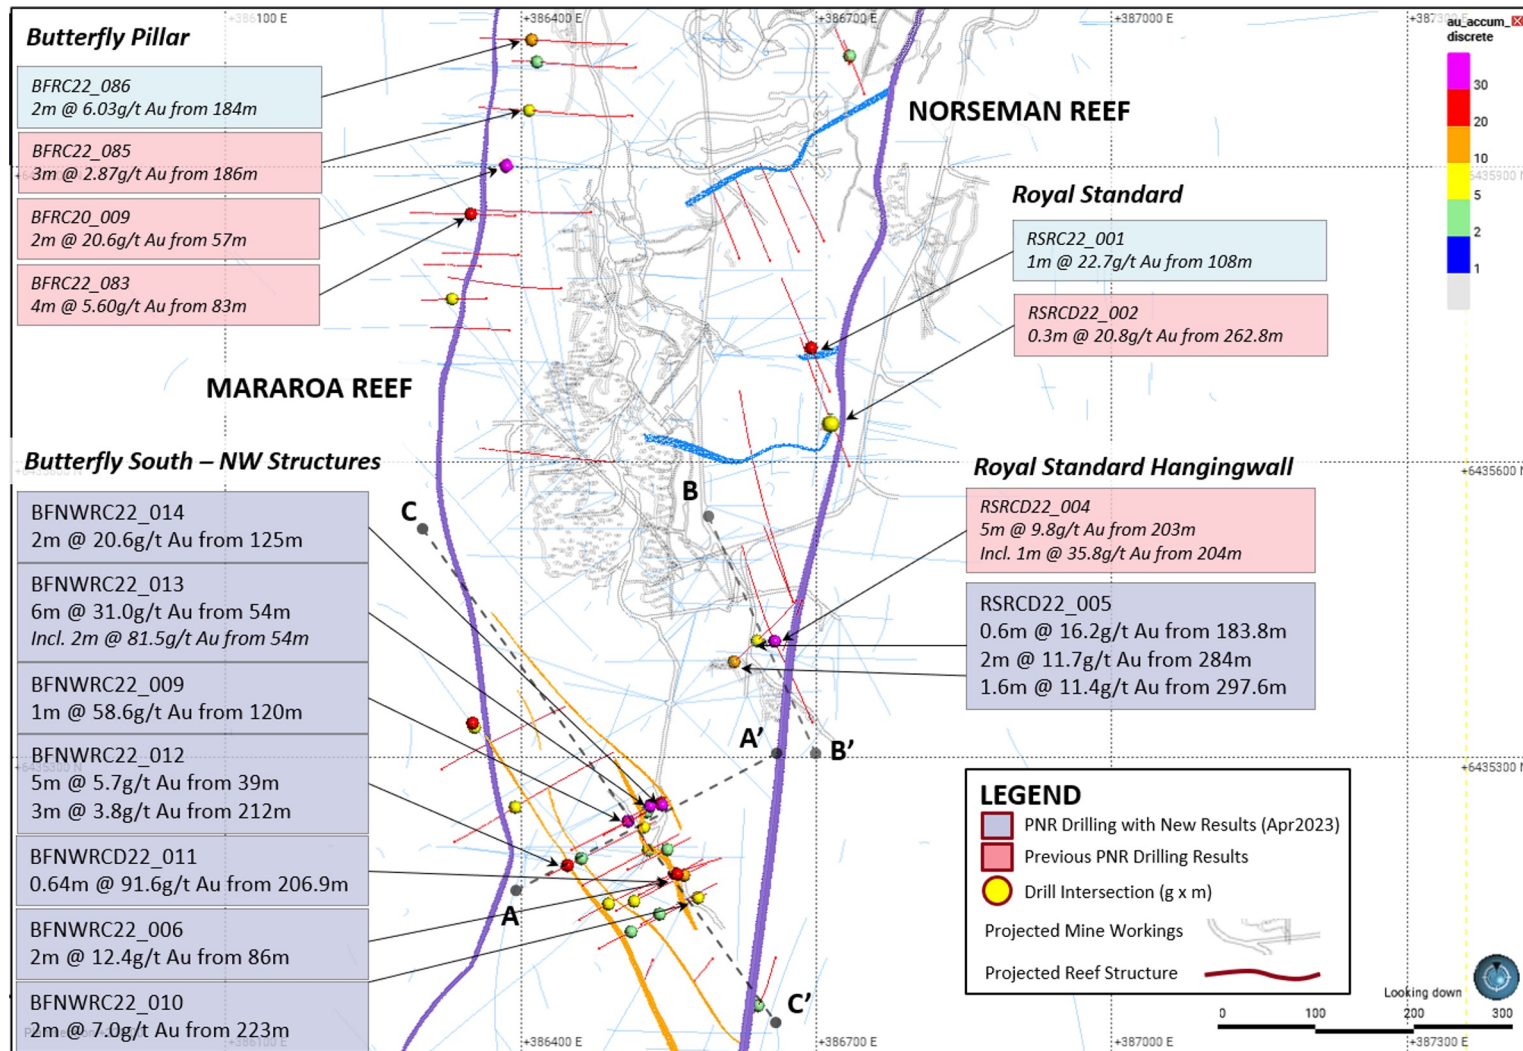 +386100 E
+386400 E
+386700 E
+387000 E
+387300 E
au_accum_
discrete
30
20
10
5
2
1
Butterfly Pillar
BFRC22_086
2m @ 6.03g/t Au from 184m
BFRC22_085
3m @ 2.87g/t Au from 186m
BFRC20_009
2m @ 20.6g/t Au from 57m
BFRC22_083
4m @ 5.60g/t Au from 83m
NORSEMAN REEF
6435900 N
Royal Standard
RSRC22_001
1m @ 22.7g/t Au from 108m
RSRCD22_002
0.3m @ 20.8g/t Au from 262.8m
MARAROA REEF
Butterfly South – NW Structures
+6435600 N
BFNWRC22_014
2m @ 20.6g/t Au from 125m
BFNWRC22_013
6m @ 31.0g/t Au from 54m
Incl. 2m @ 81.5g/t Au from 54m
BFNWRC22_009
1m @ 58.6g/t Au from 120m
BFNWRC22_012
5m @ 5.7g/t Au from 39m
3m @ 3.8g/t Au from 212m
BFNWRCD22_011
0.64m @ 91.6g/t Au from 206.9m
BFNWRC22_006
2m @ 12.4g/t Au from 86m
BFNWRC22_010
2m @ 7.0g/t Au from 223m
C
B
A’
B’
A
C’
Royal Standard Hangingwall
RSRCD22_004
5m @ 9.8g/t Au from 203m
Incl. 1m @ 35.8g/t Au from 204m
RSRCD22_005
0.6m @ 16.2g/t Au from 183.8m
2m @ 11.7g/t Au from 284m
1.6m @ 11.4g/t Au from 297.6m
+6435300 N
+6435300 N
LEGEND
PNR Drilling with New Results (Apr2023)
Previous PNR Drilling Results
Drill Intersection (g x m)
Projected Mine Workings
Projected Reef Structure
Looking down
0 100 200 300
+386100 E
+386400 E
+386700 E
+387000 E
+387300 E